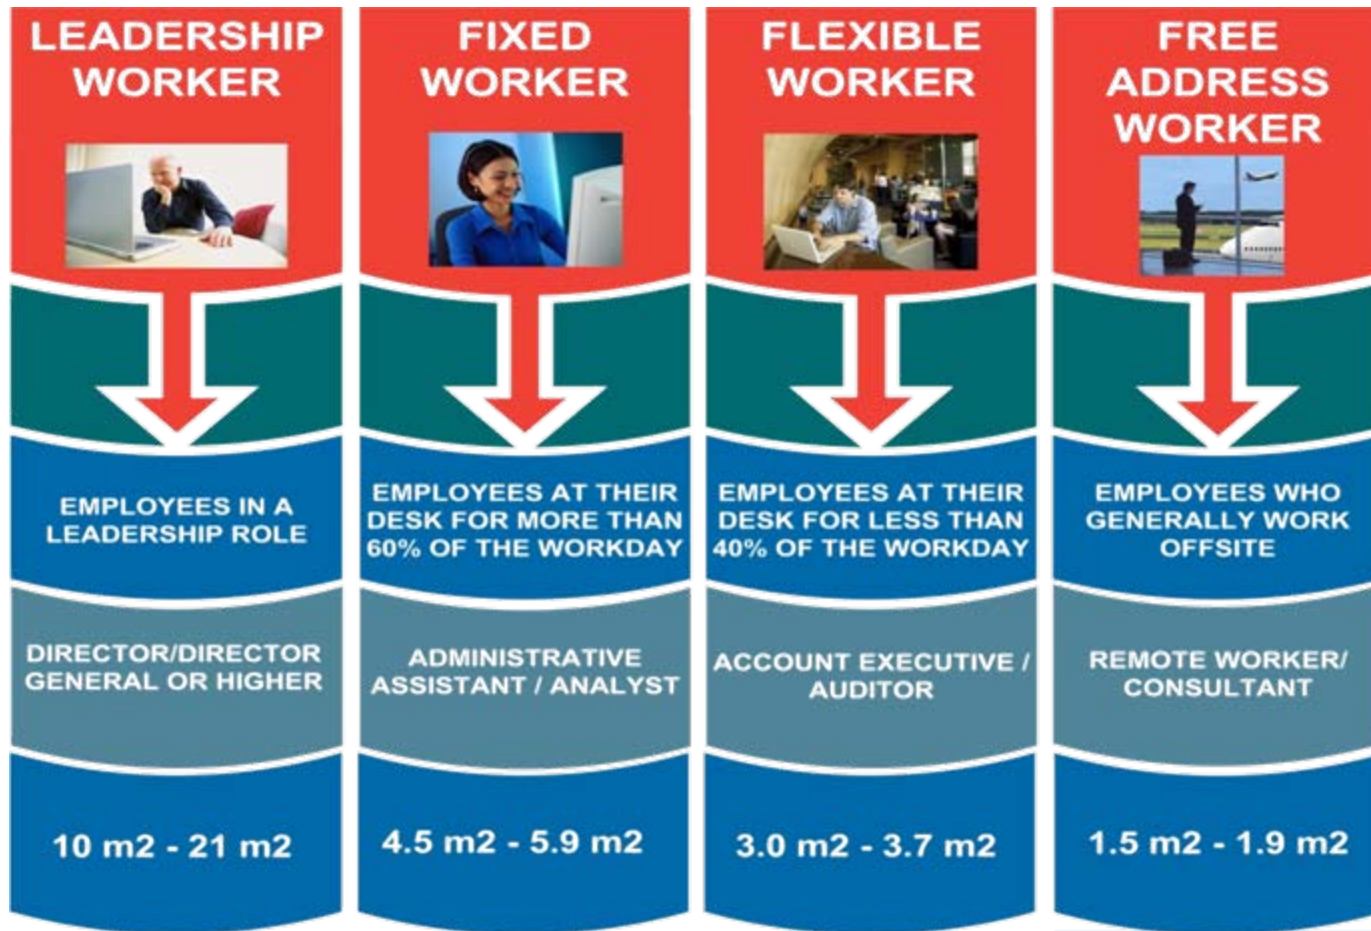 LEADERSHIP
WORKER
EMPLOYEES IN A
LEADERSHIP ROLE
DIRECTOR/DIRECTOR
GENERAL OR HIGHER
10 m2 - 21 m2
FIXED
WORKER
EMPLOYEES AT THEIR
DESK FOR MORE THAN
60% OF THE WORKDAY
ADMINISTRATIVE
ASSISTANT / ANALYST
4.5 m2 - 5.9 m2
FLEXIBLE
WORKER
EMPLOYEES AT THEIR
DESK FOR LESS THAN
40% OF THE WORKDAY
ACCOUNT EXECUTIVE /
AUDITOR
3.0 m2 - 3.7 m2
FREE
ADDRESS
WORKER
EMPLOYEES WHO
GENERALLY WORK
OFFSITE
REMOTE WORKER/
CONSULTANT
1.5 m2 - 1.9 m2